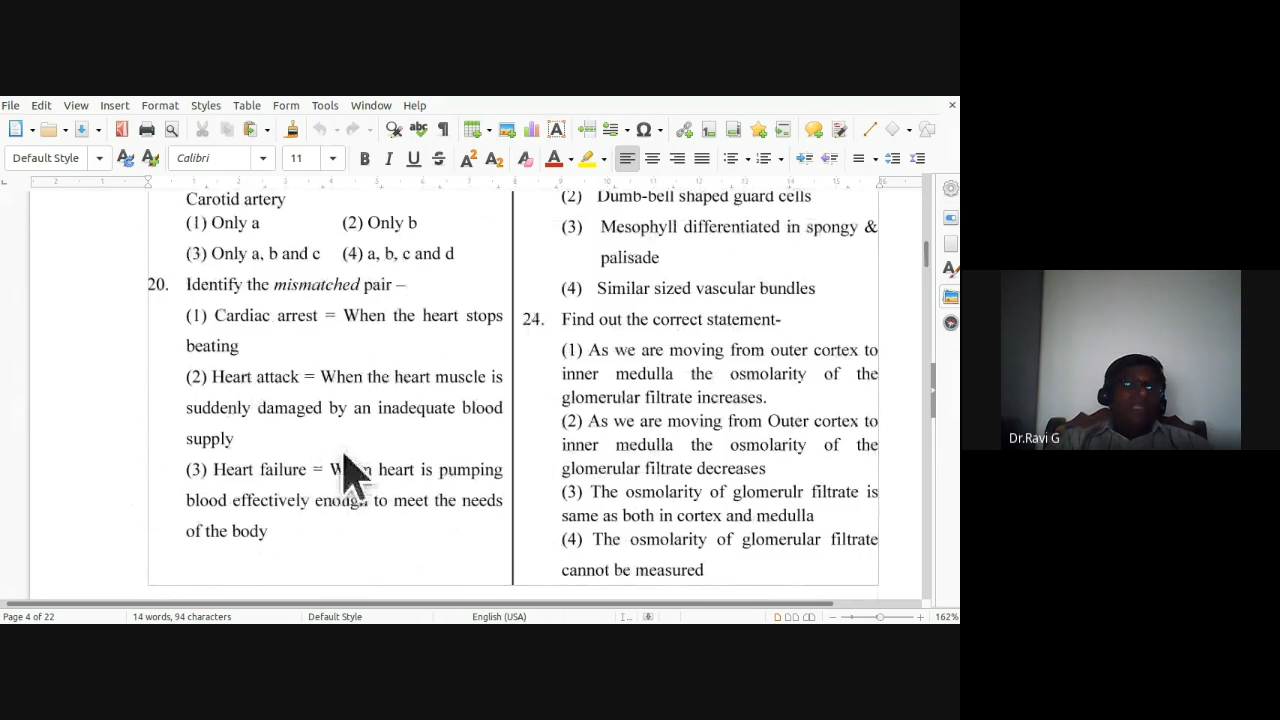 File Edit View Insert Format Styles Table Form Tools Window Help
Default Style Calibri 11
Carotid artery
(1) Only a (2) Only b
(3) Only a, b and c (4) a, b, c and d
20. Identify the mismatched pair –
(1) Cardiac arrest = When the heart stops
beating
(2) Heart attack = When the heart muscle is
suddenly damaged by an inadequate blood
supply
(3) Heart failure = When heart is pumping
blood effectively enough to meet the needs
of the body
(2) Dumb-bell shaped guard cells
(3) Mesophyll differentiated in spongy &
palisade
(4) Similar sized vascular bundles
24. Find out the correct statement-
(1) As we are moving from outer cortex to
inner medulla the osmolarity of the
glomerular filtrate increases.
(2) As we are moving from Outer cortex to
inner medulla the osmolarity of the
glomerular filtrate decreases
(3) The osmolarity of glomerulr filtrate is
same as both in cortex and medulla
(4) The osmolarity of glomerular filtrate
cannot be measured
Page 4 of 22 14 words, 94 characters Default Style English (USA) 162%
Dr.Ravi G